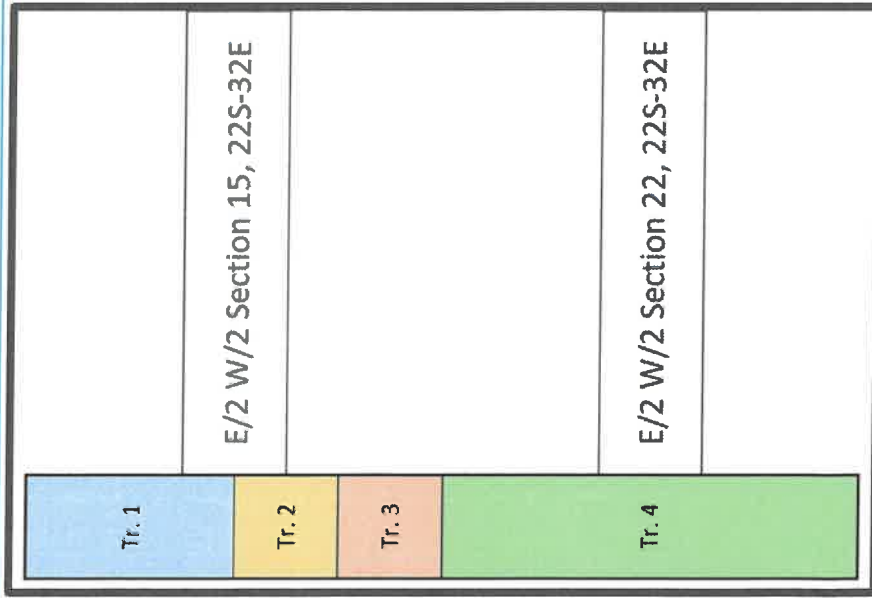 Tr. 1
Tr. 2
Tr. 3
Tr. 4
E/2 W/2 Section 15, 22S-32E
E/2 W/2 Section 22, 22S-32E